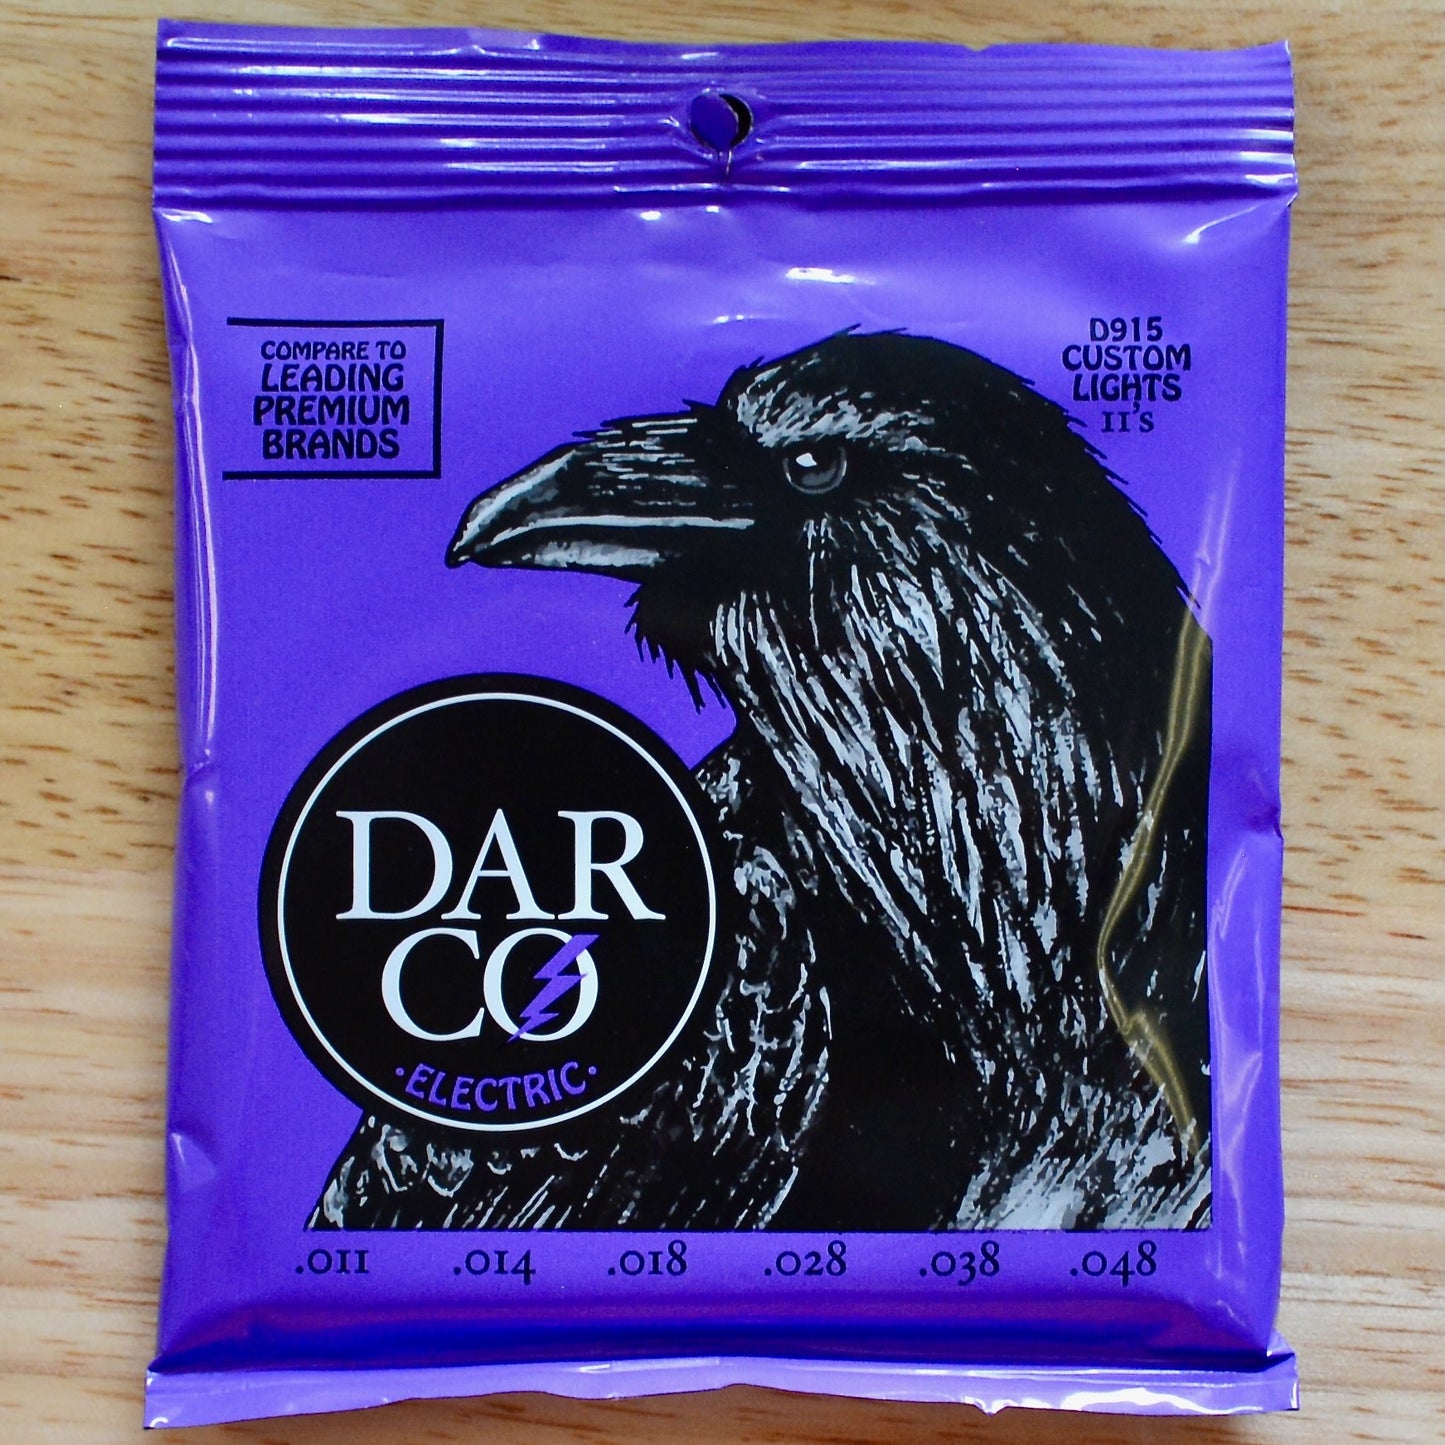 COMPARE TO
LEADING
PREMIUM
BRANDS
D915
CUSTOM
LIGHTS
11's
DAR
CO
·ELECTRIC·
.011 .014 .018 .028 .038 .048